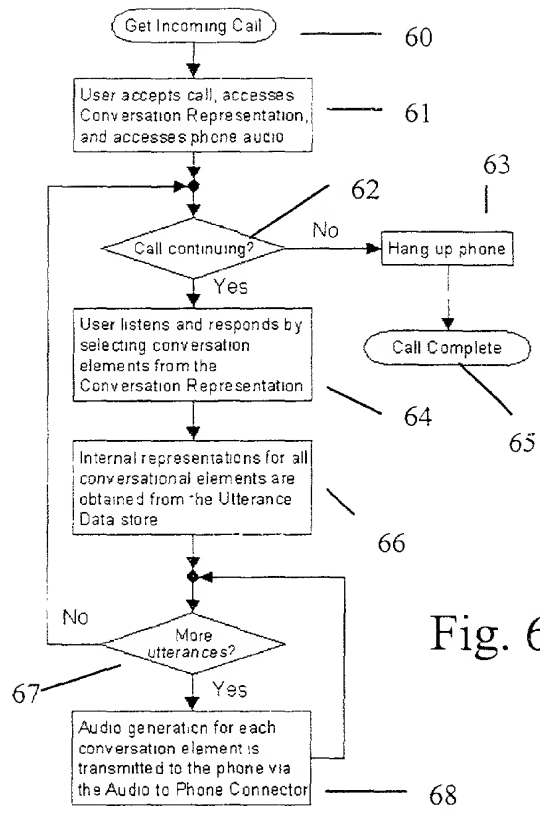 Get Incoming Call
60
User accepts call, accesses
Conversation Representation,
and accesses phone audio
61
62
63
Call continuing?
No
Hang up phone
Yes
User listens and responds by
selecting conversation
elements from the
Conversation Representation
64
Call Complete
65
Internal representations for all
conversational elements are
obtained from the Utterance
Data store
66
No
More
utterances?
Fig. 6
67
Yes
Audio generation for each
conversation element is
transmitted to the phone via
the Audio to Phone Connector
68